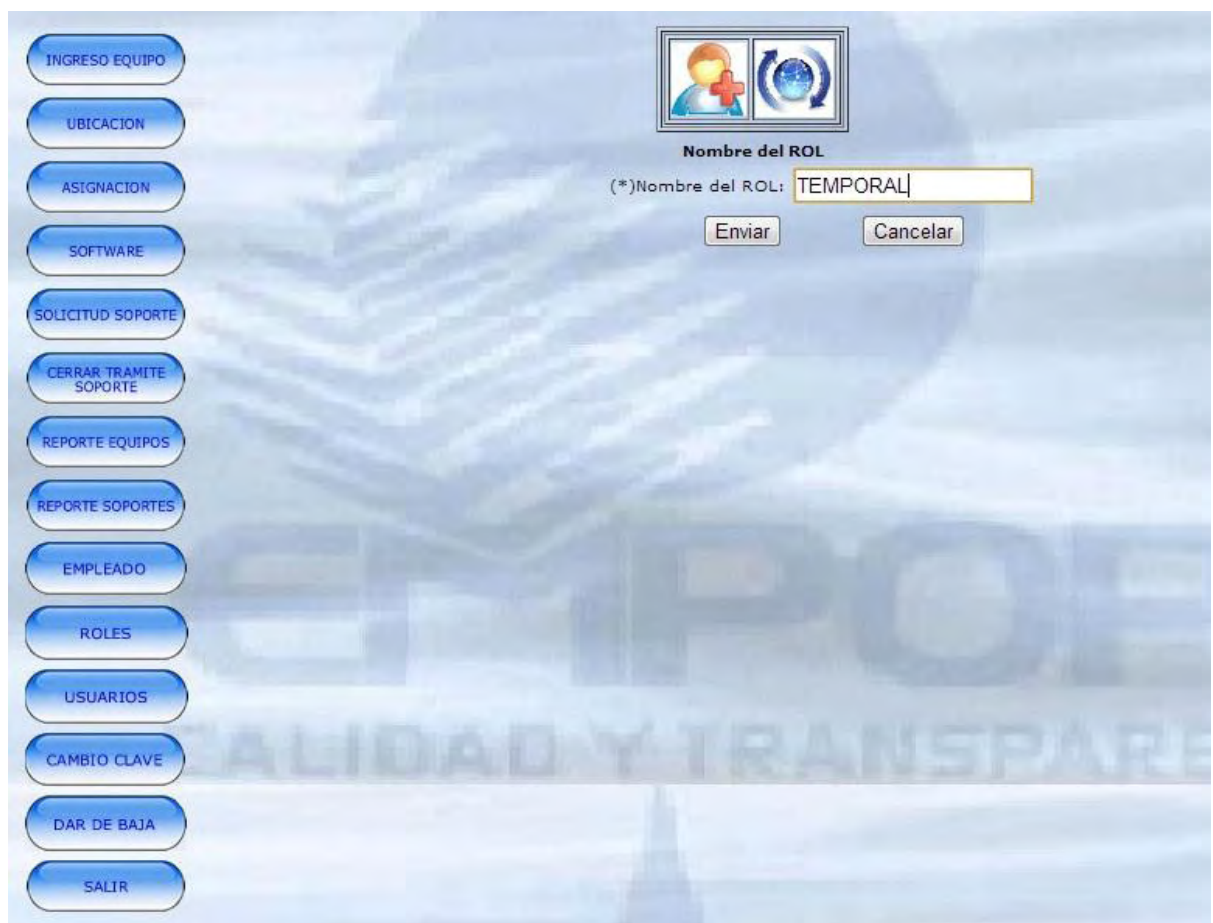 INGRESO EQUIPO
UBICACION
ASIGNACION
SOFTWARE
SOLICITUD SOPORTE
CERRAR TRAMITE
SOPORTE
REPORTE EQUIPOS
REPORTE SOPORTES
EMPLEADO
ROLES
USUARIOS
CAMBIO CLAVE
DAR DE BAJA
SALIR
Nombre del ROL
(*)Nombre del ROL: TEMPORAL
Enviar Cancelar